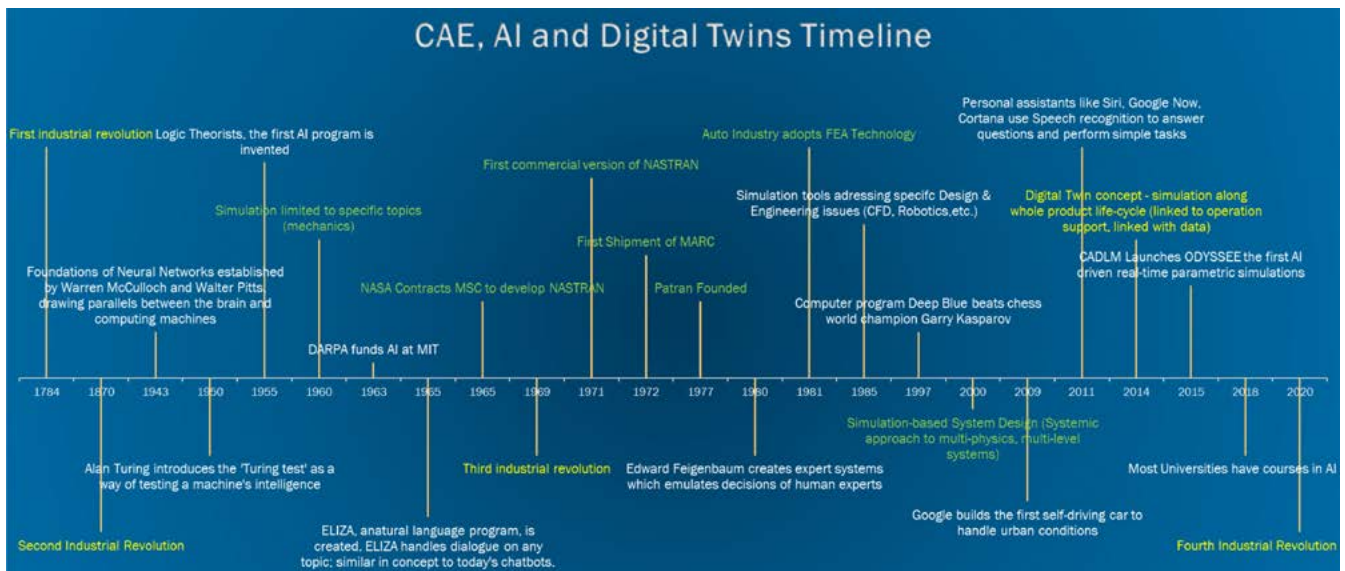 CAE, AI and Digital Twins Timeline
First industrial revolution
Logic Theorists, the first AI program is
invented
Simulation limited to specific topics
(mechanics)
Foundations of Neural Networks established
by Warren McCulloch and Walter Pitts,
drawing parallels between the brain and
computing machines
DARPA funds AI at MIT
NASA Contracts MSC to develop NASTRAN
First commercial version of NASTRAN
First Shipment of MARC
Patran Founded
Auto Industry adopts FEA Technology
Simulation tools adressing specifc Design &
Engineering issues (CFD, Robotics,etc.)
Computer program Deep Blue beats chess
world champion Garry Kasparov
Personal assistants like Siri, Google Now,
Cortana use Speech recognition to answer
questions and perform simple tasks
Digital Twin concept - simulation along
whole product life-cycle (linked to operation
support, linked with data)
CADLM Launches ODYSSEE the first AI
driven real-time parametric simulations
1784 1870 1943 1950 1955 1960 1963 1965 1965 1969 1971 1972 1977 1980 1981 1985 1997 2000 2009 2011 2014 2015 2018 2020
Alan Turing introduces the 'Turing test' as a
way of testing a machine's intelligence
Second Industrial Revolution
ELIZA, anatural language program, is
created. ELIZA handles dialogue on any
topic; similar in concept to today's chatbots.
Third industrial revolution
Edward Feigenbaum creates expert systems
which emulates decisions of human experts
Simulation-based System Design (Systemic
approach to multi-physics, multi-level
systems)
Google builds the first self-driving car to
handle urban conditions
Most Universities have courses in AI
Fourth Industrial Revolution